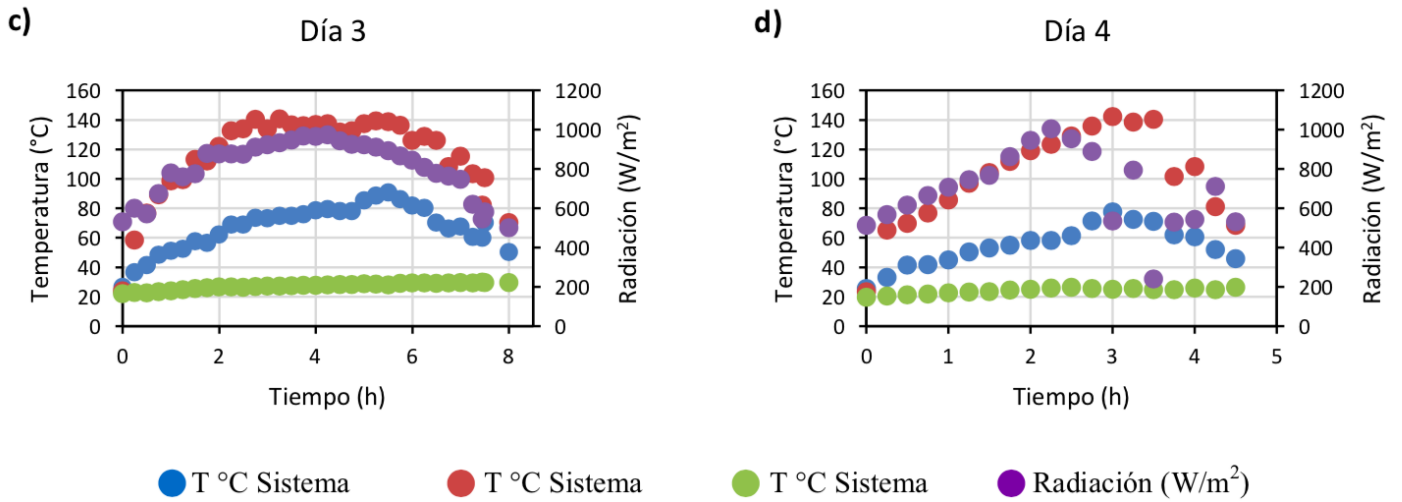 c)
Día 3
Temperatura (°C)
160
140
120
100
80
60
40
20
0
1200
1000
800
600
400
200
0
Radiación (W/m²)
0 2 4 6 8
Tiempo (h)
d)
Día 4
Temperatura (°C)
160
140
120
100
80
60
40
20
0
1200
1000
800
600
400
200
0
Radiación (W/m²)
0 1 2 3 4 5
Tiempo (h)
T °C Sistema T °C Sistema T °C Sistema Radiación (W/m²)